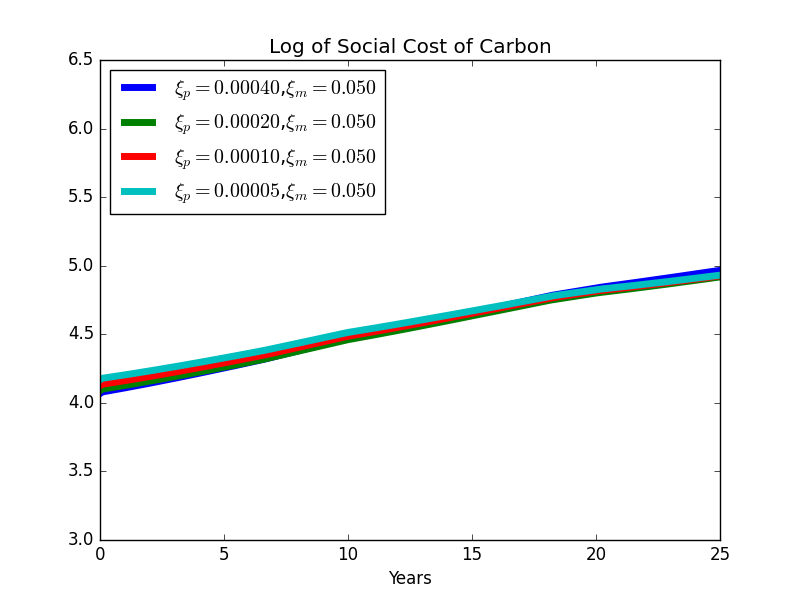 Log of Social Cost of Carbon
6.5
6.0
5.5
5.0
4.5
4.0
3.5
3.0
ξₚ = 0.00040,ξₘ = 0.050
ξₚ = 0.00020,ξₘ = 0.050
ξₚ = 0.00010,ξₘ = 0.050
ξₚ = 0.00005,ξₘ = 0.050
0 5 10 15 20 25
Years